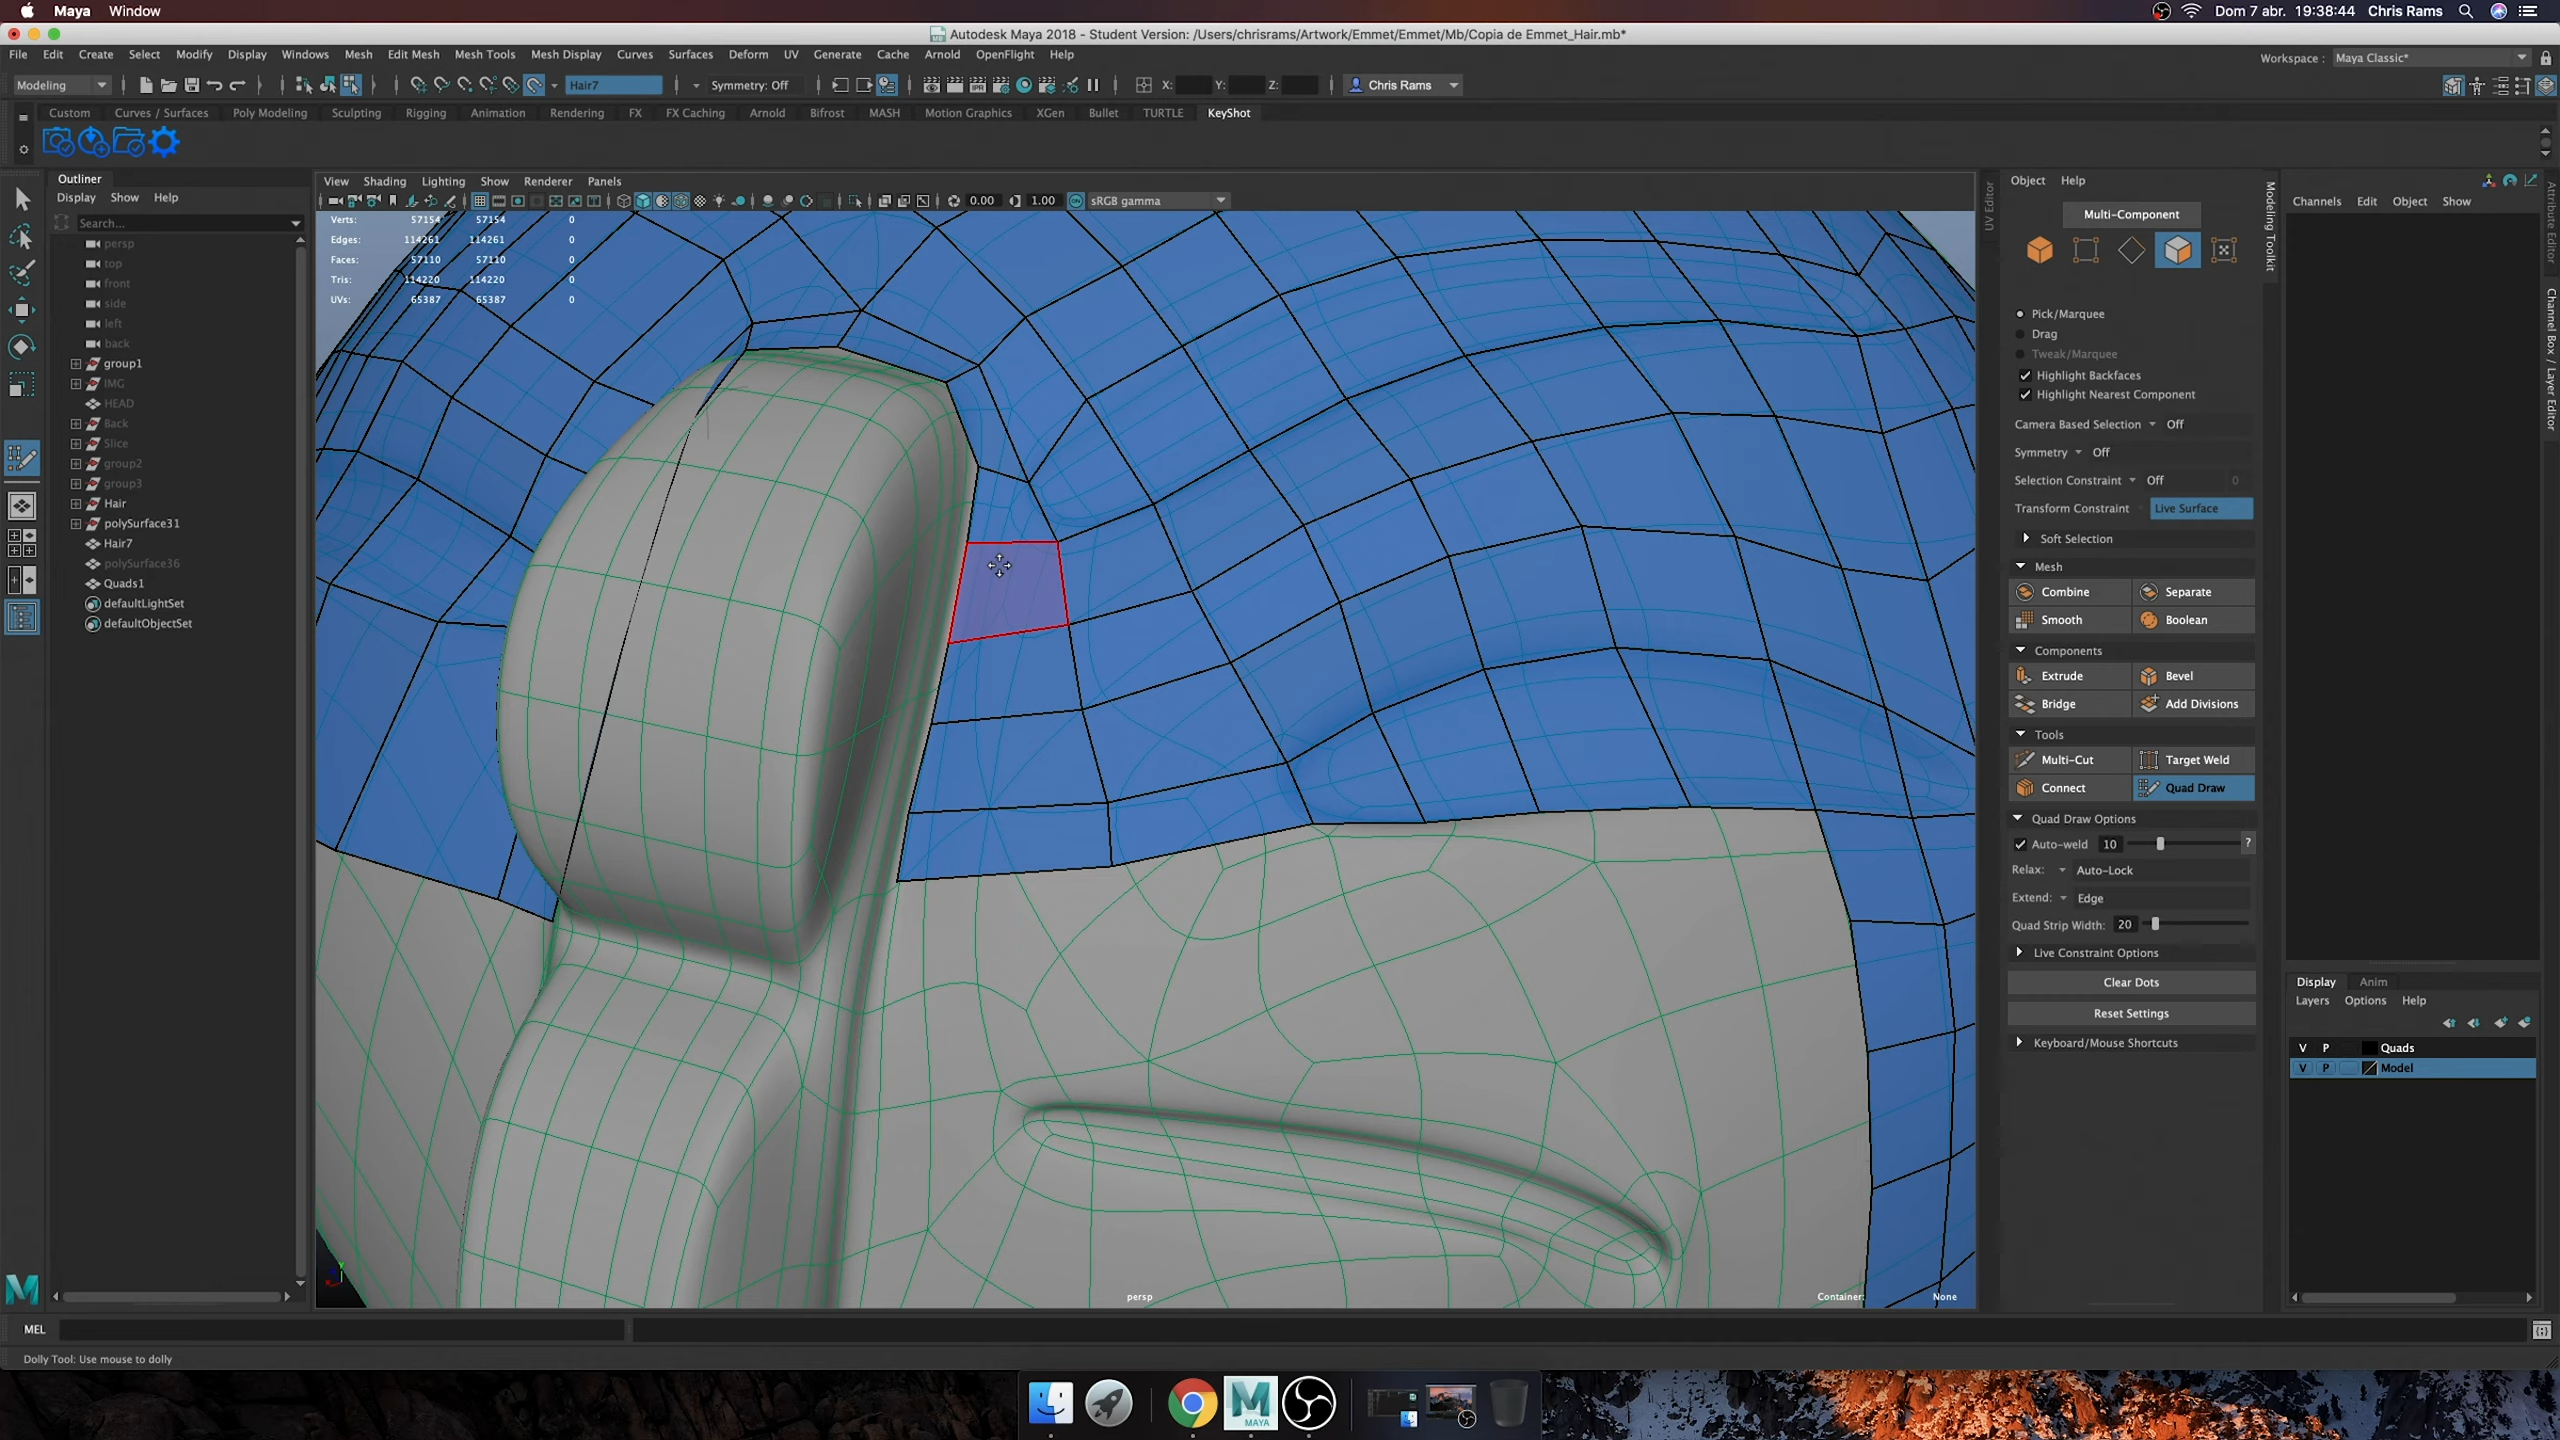 Maya Window Dom 7 abr. 19:38:44 Chris Rams
Autodesk Maya 2018 - Student Version: /Users/chrisrams/Artwork/Emmet/Emmet/Mb/Copia de Emmet_Hair.mb*
File Edit Create Select Modify Display Windows Mesh Edit Mesh Mesh Tools Mesh Display Curves Surfaces Deform UV Generate Cache Arnold OpenFlight Help Workspace : Maya Classic*
Modeling Hair7 Symmetry: Off X: Y: Z: Chris Rams
Custom Curves / Surfaces Poly Modeling Sculpting Rigging Animation Rendering FX FX Caching Arnold Bifrost MASH Motion Graphics XGen Bullet TURTLE KeyShot
Outliner
Display Show Help
Search...
persp
top
front
side
left
back
group1
IMG
HEAD
Back
Slice
group2
group3
Hair
polySurface31
Hair7
polySurface36
Quads1
defaultLightSet
defaultObjectSet
View Shading Lighting Show Renderer Panels
0.00 1.00 sRGB gamma
Verts: 57154 57154 0
Edges: 114261 114261 0
Faces: 57110 57110 0
Tris: 114220 114220 0
UVs: 65387 65387 0
persp
Container: None
UV Editor
Object Help
Multi-Component
Pick/Marquee
Drag
Tweak/Marquee
Highlight Backfaces
Highlight Nearest Component
Camera Based Selection Off
Symmetry Off
Selection Constraint Off 0
Transform Constraint Live Surface
Soft Selection
Mesh
Combine Separate
Smooth Boolean
Components
Extrude Bevel
Bridge Add Divisions
Tools
Multi-Cut Target Weld
Connect Quad Draw
Quad Draw Options
Auto-weld 10 ?
Relax: Auto-Lock
Extend: Edge
Quad Strip Width: 20
Live Constraint Options
Clear Dots
Reset Settings
Keyboard/Mouse Shortcuts
Modeling Toolkit
Channels Edit Object Show
Attribute Editor
Channel Box / Layer Editor
Display Anim
Layers Options Help
V P Quads
V P Model
MEL
Dolly Tool: Use mouse to dolly
MAYA